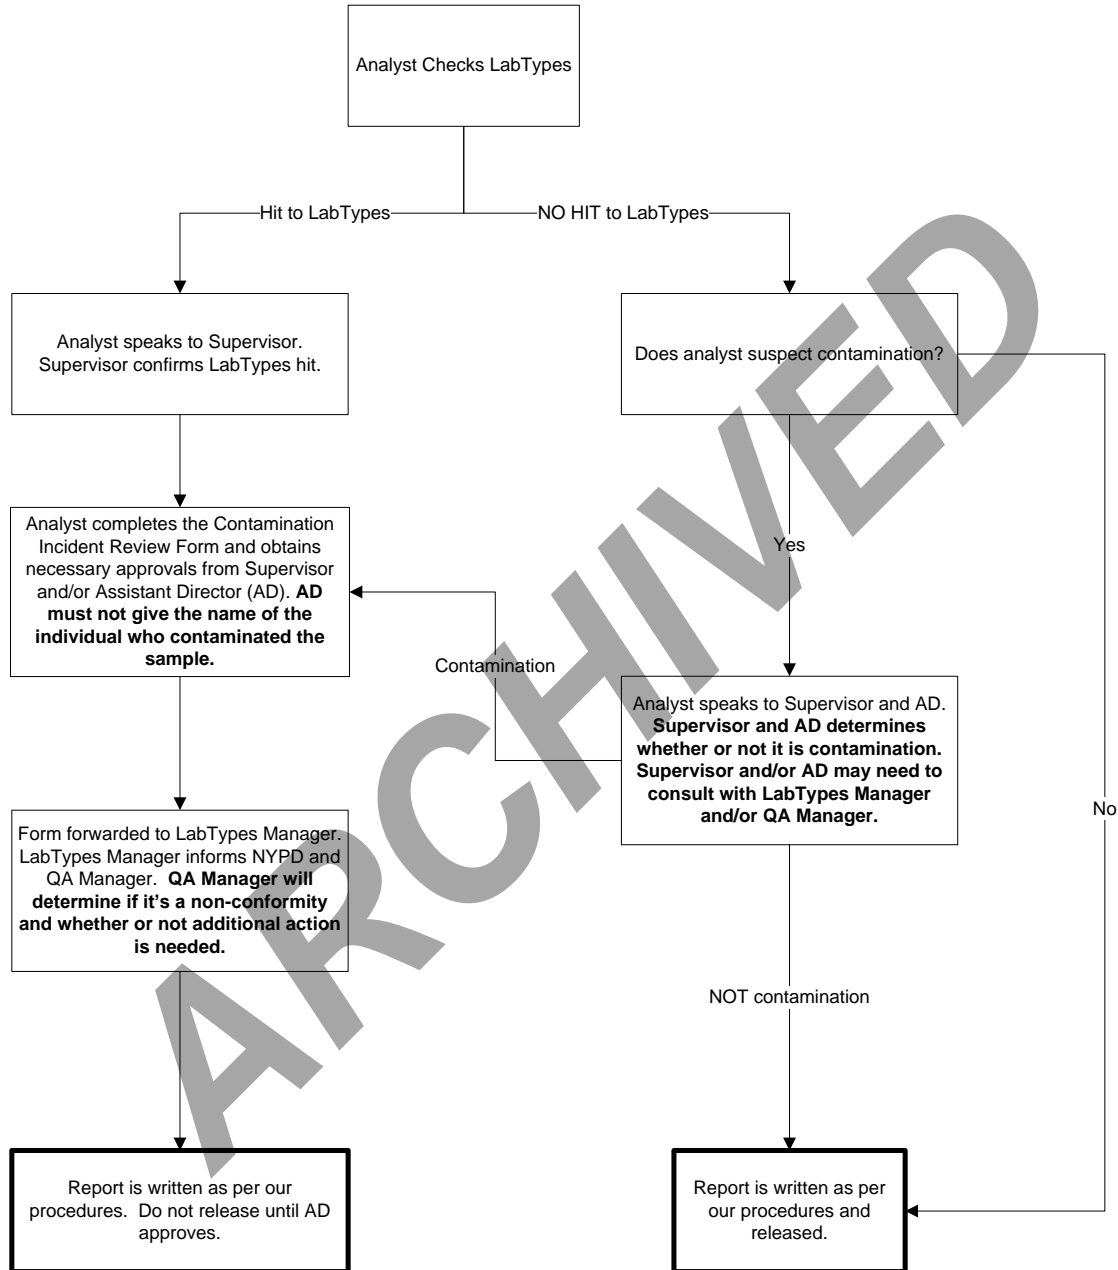 Analyst Checks LabTypes
Hit to LabTypes
NO HIT to LabTypes
Analyst speaks to Supervisor.
Supervisor confirms LabTypes hit.
Does analyst suspect contamination?
Analyst completes the Contamination
Incident Review Form and obtains
necessary approvals from Supervisor
and/or Assistant Director (AD). AD
must not give the name of the
individual who contaminated the
sample.
Yes
Contamination
Analyst speaks to Supervisor and AD.
Supervisor and AD determines
whether or not it is contamination.
Supervisor and/or AD may need to
consult with LabTypes Manager
and/or QA Manager.
No
Form forwarded to LabTypes Manager.
LabTypes Manager informs NYPD and
QA Manager.  QA Manager will
determine if it's a non-conformity
and whether or not additional action
is needed.
NOT contamination
Report is written as per our
procedures.  Do not release until AD
approves.
Report is written as per
our procedures and
released.
ARCHIVED